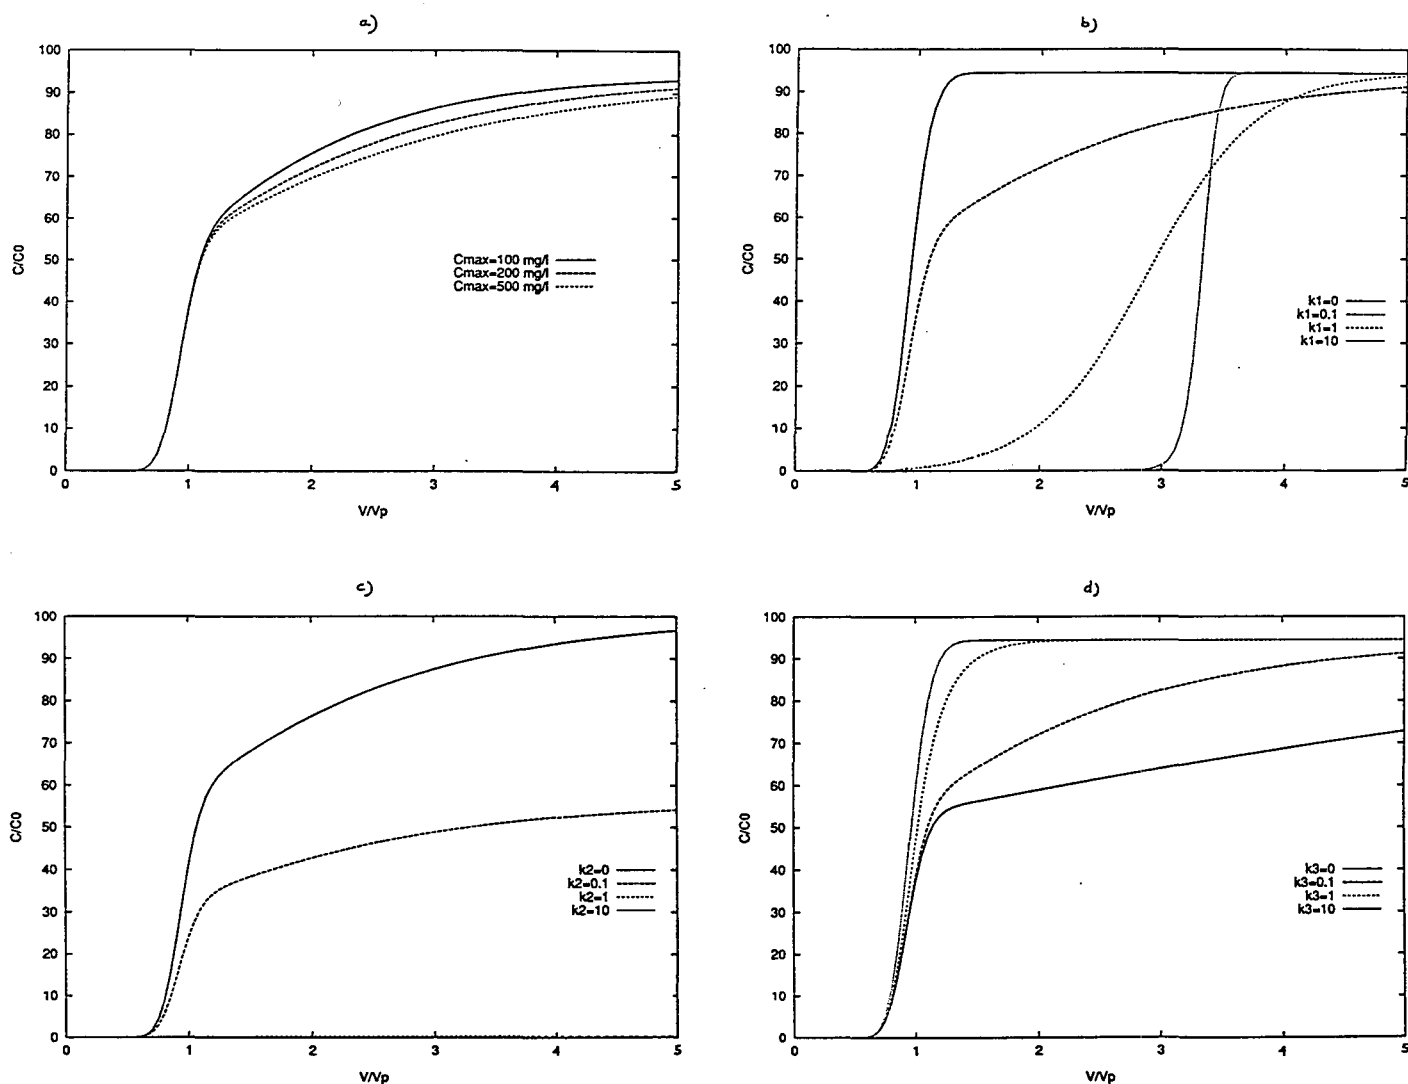 a)
100
90
80
70
60
50
40
30
20
10
0
C/C0
0 1 2 3 4 5
V/Vp
Cmax=100 mg/l
Cmax=200 mg/l
Cmax=500 mg/l
b)
100
90
80
70
60
50
40
30
20
10
0
C/C0
0 1 2 3 4 5
V/Vp
k1=0
k1=0.1
k1=1
k1=10
c)
100
90
80
70
60
50
40
30
20
10
0
C/C0
0 1 2 3 4 5
V/Vp
k2=0
k2=0.1
k2=1
k2=10
d)
100
90
80
70
60
50
40
30
20
10
0
C/C0
0 1 2 3 4 5
V/Vp
k3=0
k3=0.1
k3=1
k3=10